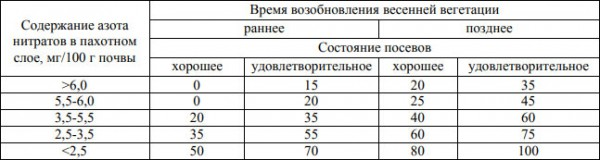 Содержание азота нитратов в пахотном слое, мг/100 г почвы
Время возобновления весенней вегетации
раннее позднее
Состояние посевов
хорошее удовлетворительное хорошее удовлетворительное
>6,0 0 15 20 35
5,5-6,0 0 20 25 45
3,5-5,5 20 35 40 60
2,5-3,5 35 55 60 75
<2,5 50 70 80 100